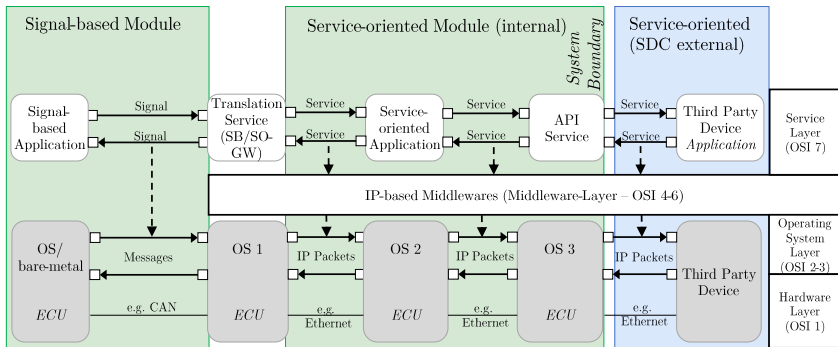 Signal-based Module
Service-oriented Module (internal)
System
Boundary
Service-oriented
(SDC external)
Signal-
based
Application
Signal
Signal
Translation
Service
(SB/SO-
GW)
Service
Service
Service-
oriented
Application
Service
Service
API
Service
Service
Service
Third Party
Device
Application
Service
Layer
(OSI 7)
IP-based Middlewares (Middleware-Layer – OSI 4-6)
OS/
bare-metal
ECU
Messages
e.g. CAN
OS 1
ECU
IP Packets
e.g.
Ethernet
OS 2
ECU
IP Packets
e.g.
Ethernet
OS 3
ECU
IP Packets
e.g.
Ethernet
Third Party
Device
Operating
System
Layer
(OSI 2-3)
Hardware
Layer
(OSI 1)